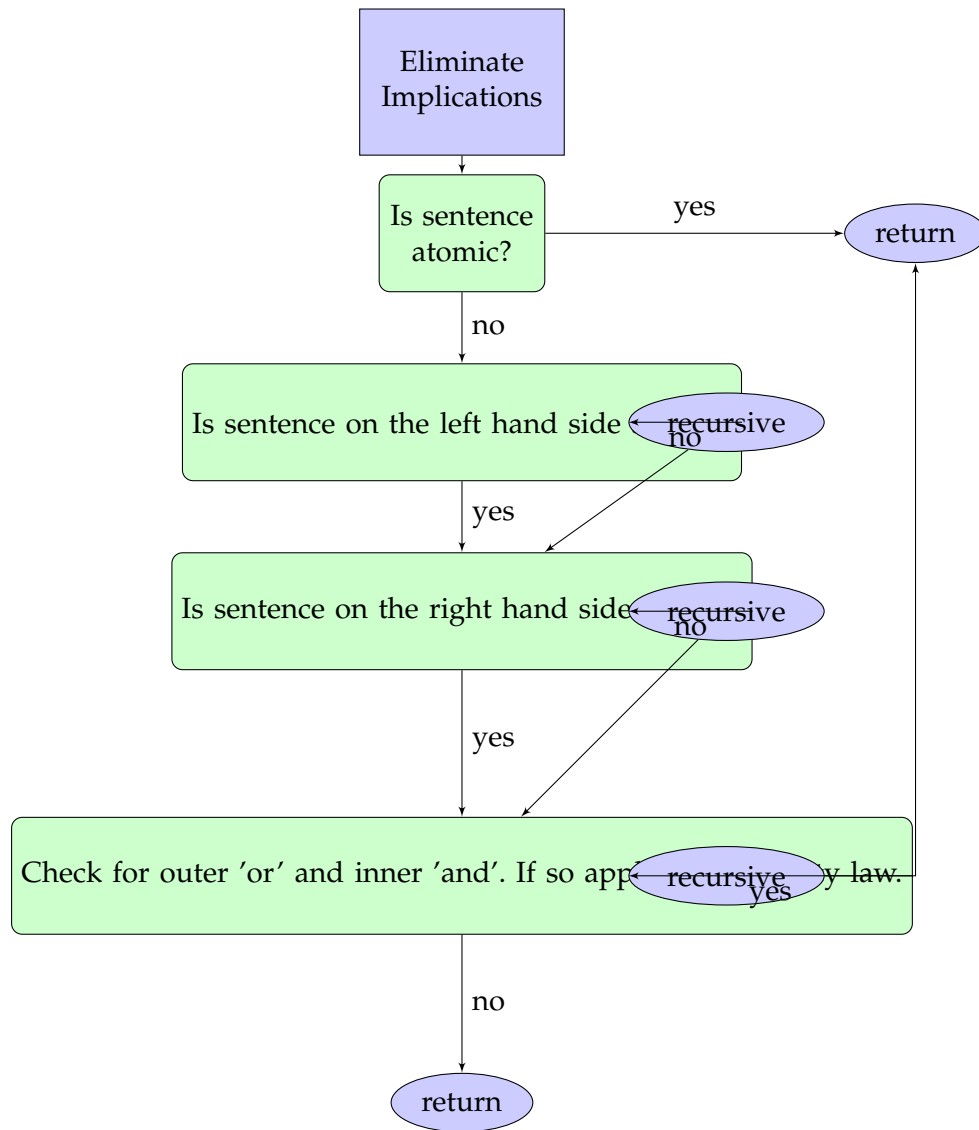 Eliminate
Implications
Is sentence
atomic?
yes
return
no
Is sentence on the left hand side
recursive
no
yes
Is sentence on the right hand side
recursive
no
yes
Check for outer 'or' and inner 'and'. If so
recursive
law.
yes
no
return